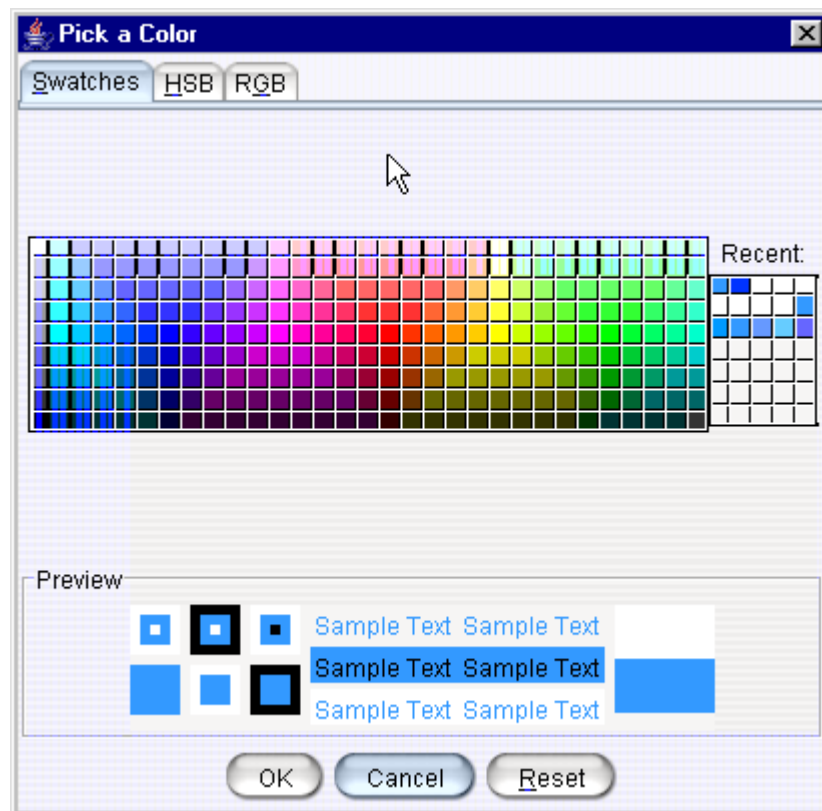 Pick a Color
Swatches HSB RGB
Recent:
Preview
Sample Text Sample Text
Sample Text Sample Text
Sample Text Sample Text
OK Cancel Reset